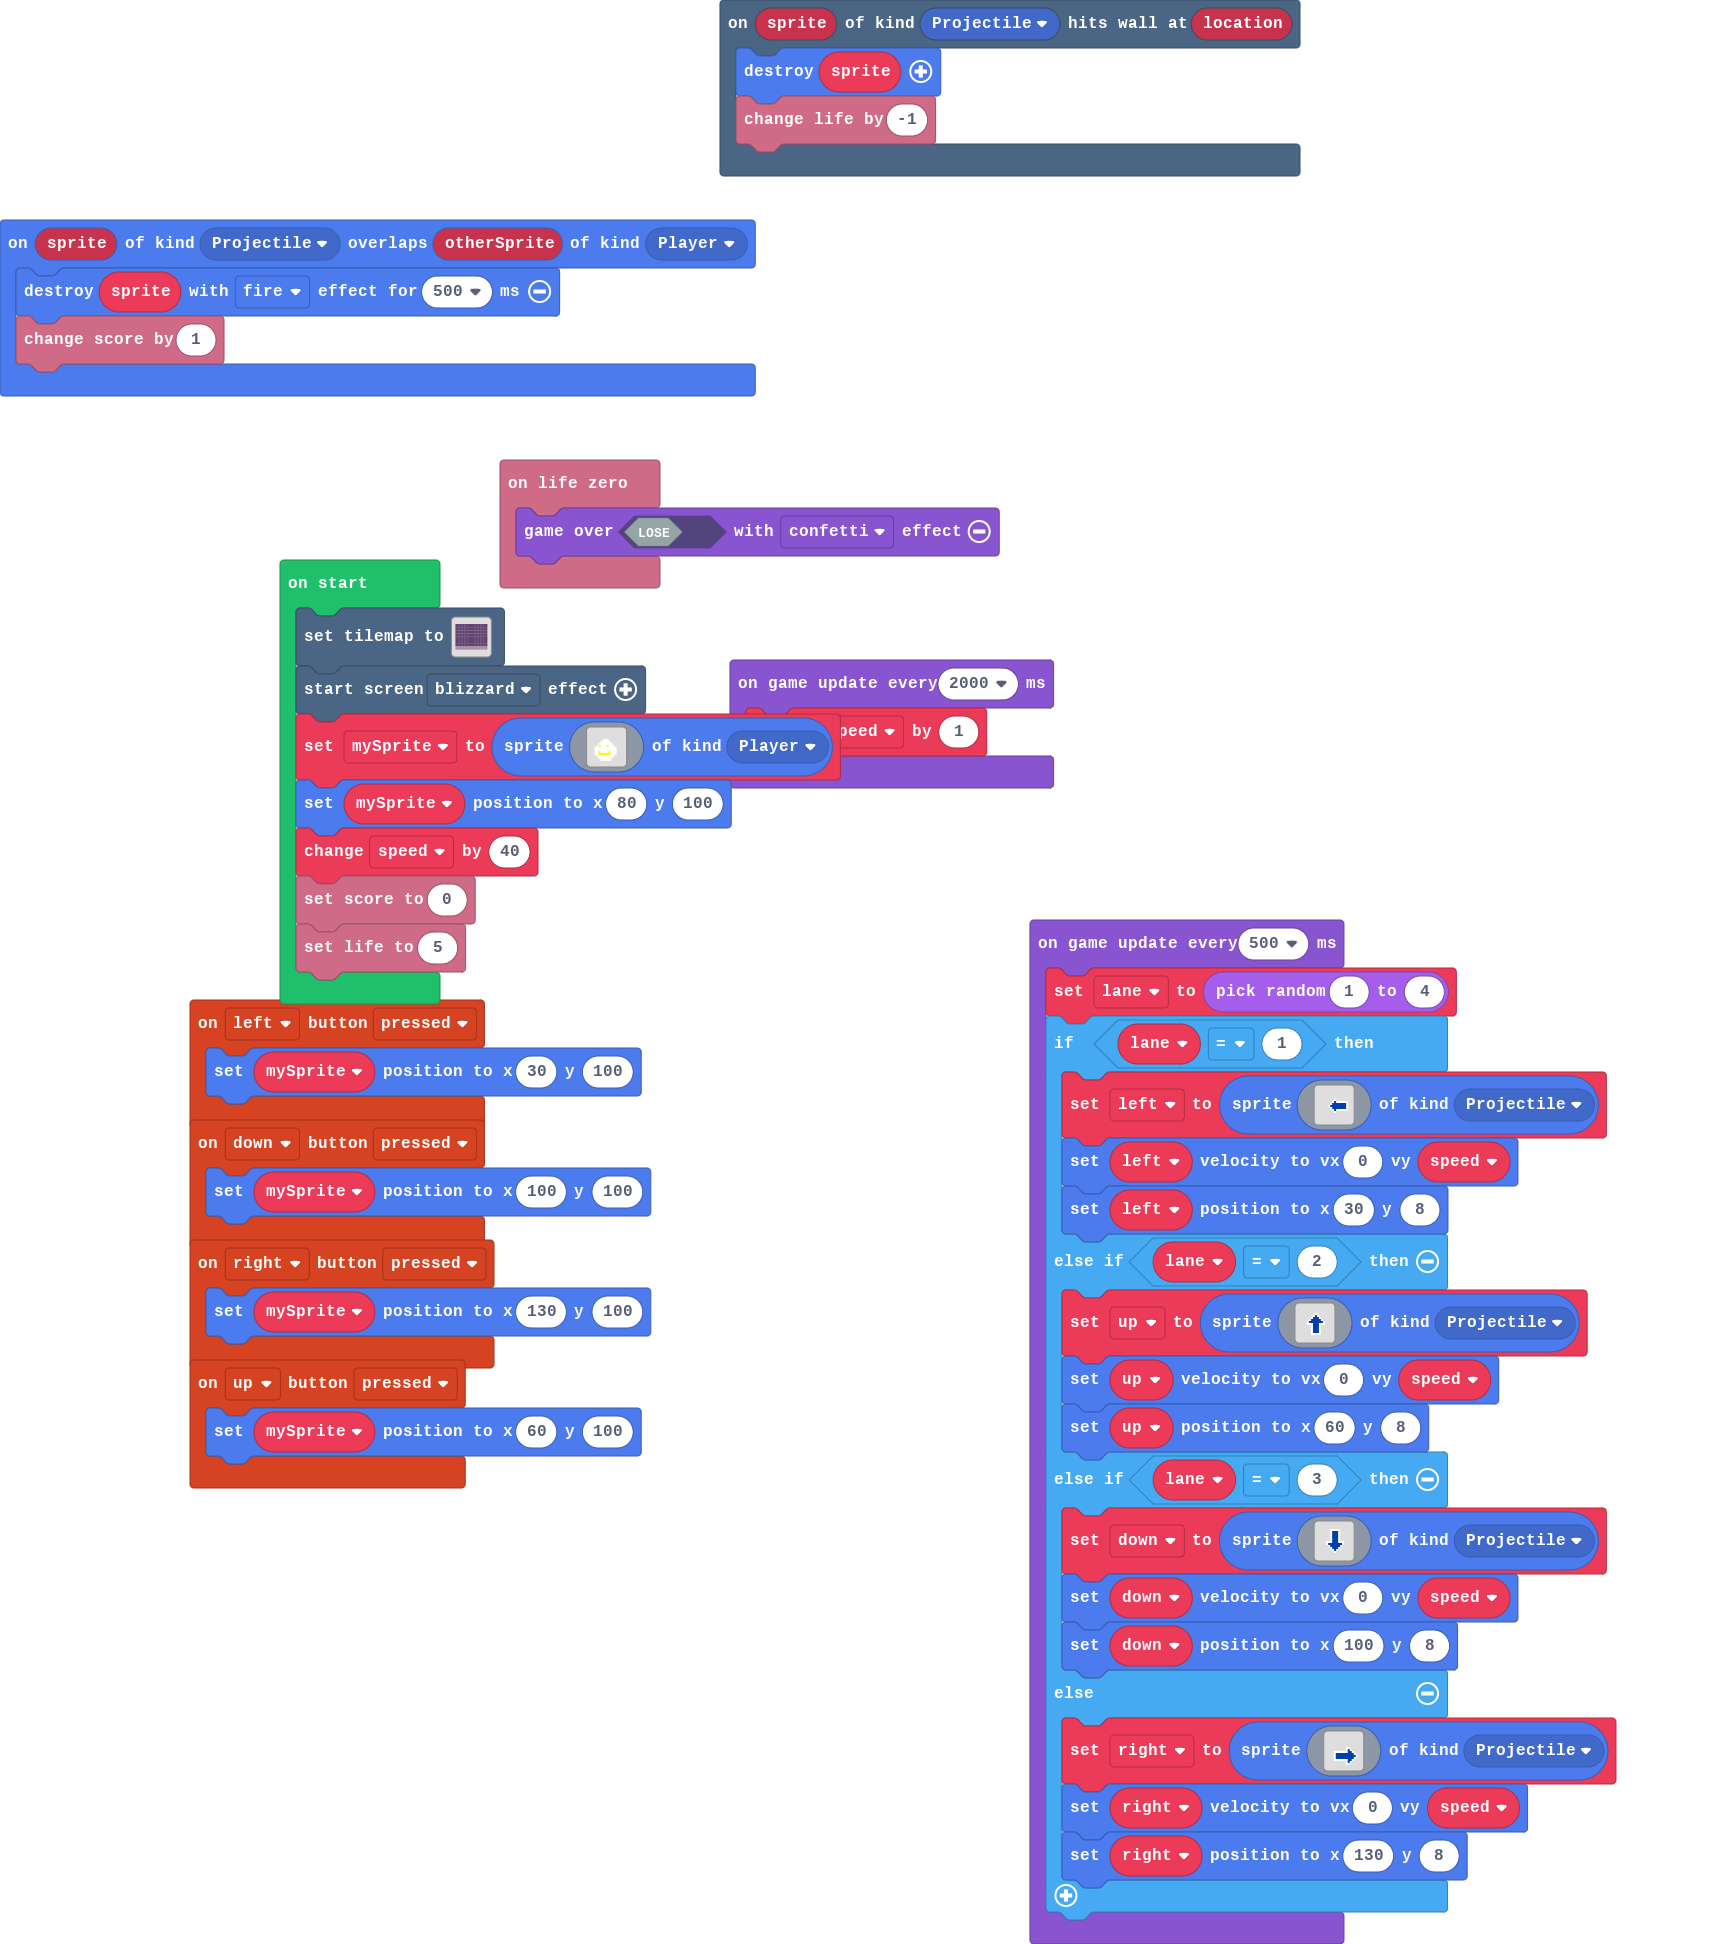 on sprite of kind Projectile hits wall at location
destroy sprite
change life by -1
on sprite of kind Projectile overlaps otherSprite of kind Player
destroy sprite with fire effect for 500 ms
change score by 1
on life zero
game over LOSE with confetti effect
on start
set tilemap to
start screen blizzard effect
set mySprite to sprite of kind Player
set mySprite position to x 80 y 100
change speed by 40
set score to 0
set life to 5
on game update every 2000 ms
peed by 1
on left button pressed
set mySprite position to x 30 y 100
on down button pressed
set mySprite position to x 100 y 100
on right button pressed
set mySprite position to x 130 y 100
on up button pressed
set mySprite position to x 60 y 100
on game update every 500 ms
set lane to pick random 1 to 4
if lane = 1 then
set left to sprite of kind Projectile
set left velocity to vx 0 vy speed
set left position to x 30 y 8
else if lane = 2 then
set up to sprite of kind Projectile
set up velocity to vx 0 vy speed
set up position to x 60 y 8
else if lane = 3 then
set down to sprite of kind Projectile
set down velocity to vx 0 vy speed
set down position to x 100 y 8
else
set right to sprite of kind Projectile
set right velocity to vx 0 vy speed
set right position to x 130 y 8